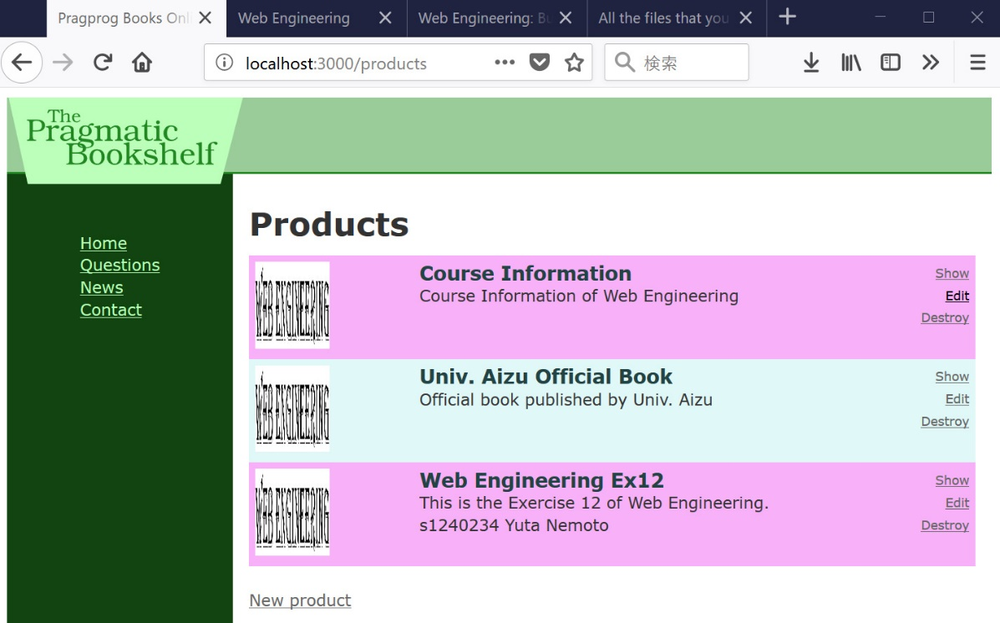 Pragprog Books Onl
Web Engineering
Web Engineering: B
All the files that you
localhost:3000/products
検索
The
Pragmatic
Bookshelf
Home
Questions
News
Contact
Products
WEB ENGINEERING
Course Information
Course Information of Web Engineering
Show
Edit
Destroy
WEB ENGINEERING
Univ. Aizu Official Book
Official book published by Univ. Aizu
Show
Edit
Destroy
WEB ENGINEERING
Web Engineering Ex12
This is the Exercise 12 of Web Engineering.
s1240234 Yuta Nemoto
Show
Edit
Destroy
New product